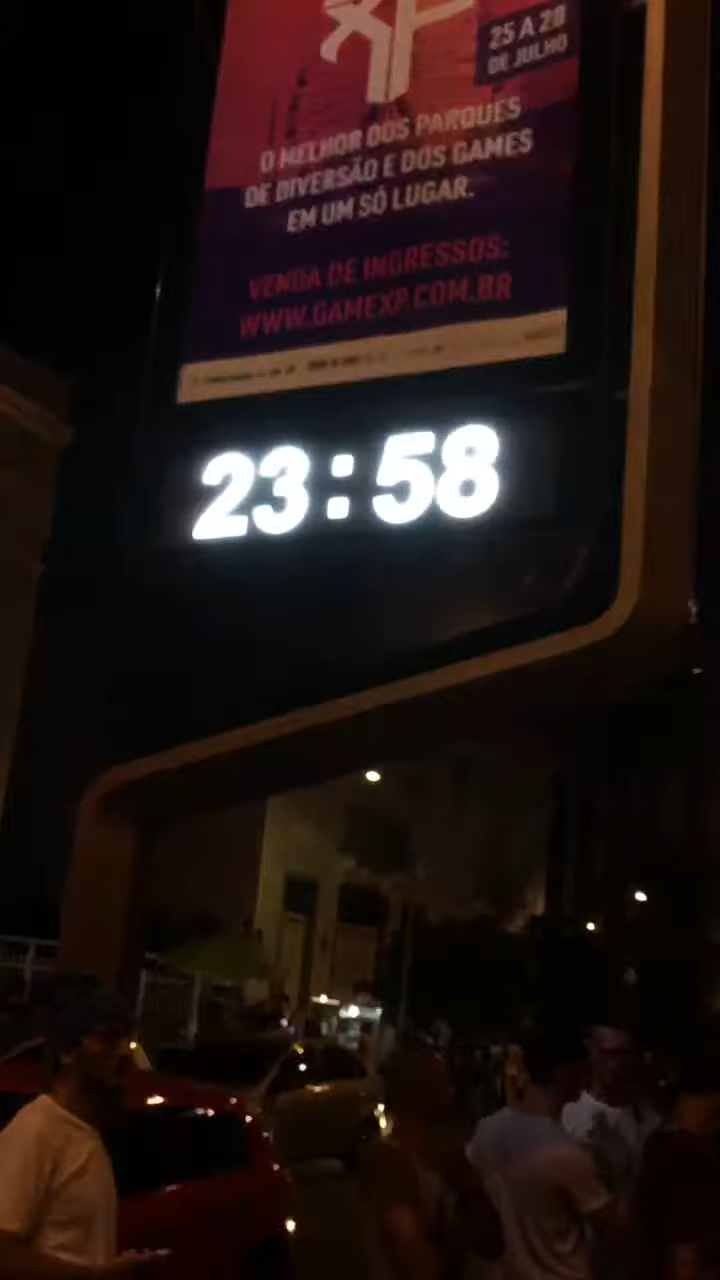 XP
25 A 28
DE JULHO
O MELHOR DOS PARQUES
DE DIVERSÃO E DOS GAMES
EM UM SÓ LUGAR.
VENDA DE INGRESSOS:
WWW.GAMEXP.COM.BR
23:58